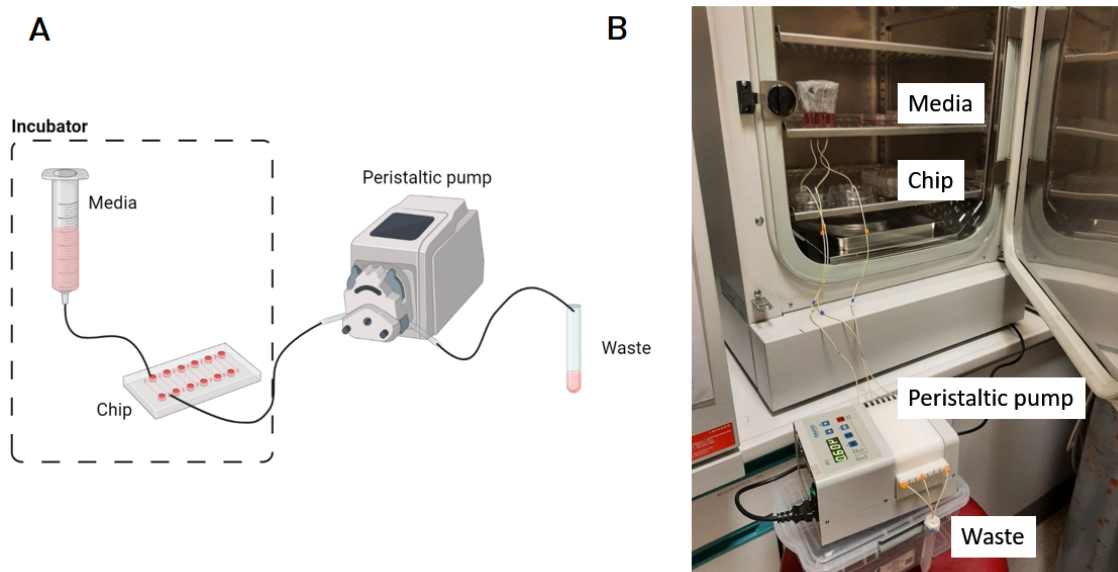 A
Incubator
Media
Chip
Peristaltic pump
Waste
B
Media
Chip
Peristaltic pump
Waste